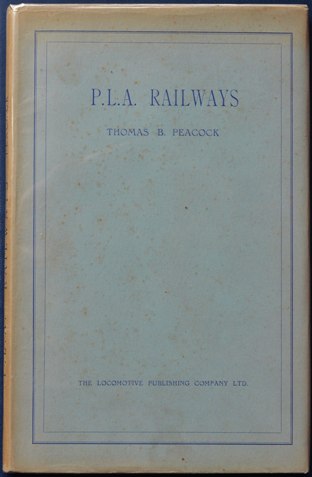 P.L.A. RAILWAYS
THOMAS B. PEACOCK
THE LOCOMOTIVE PUBLISHING COMPANY LTD.